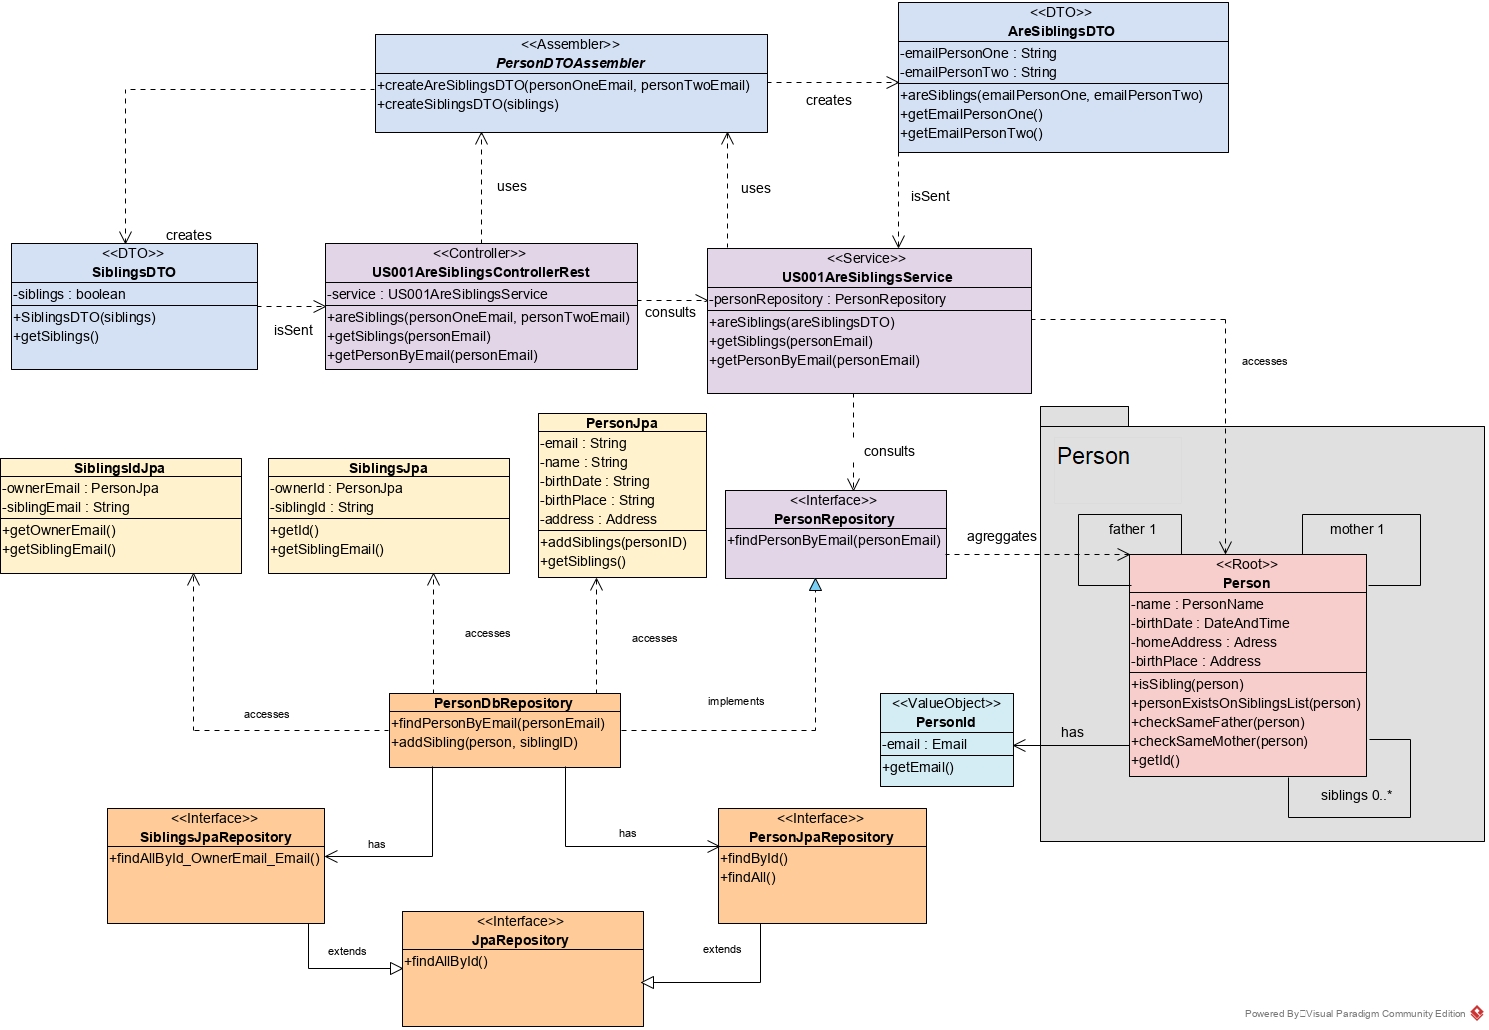 <<Assembler>>
PersonDTOAssembler
+createAreSiblingsDTO(personOneEmail, personTwoEmail)
+createSiblingsDTO(siblings)
<<DTO>>
AreSiblingsDTO
-emailPersonOne : String
-emailPersonTwo : String
+areSiblings(emailPersonOne, emailPersonTwo)
+getEmailPersonOne()
+getEmailPersonTwo()
creates
uses
uses
isSent
creates
<<DTO>>
SiblingsDTO
-siblings : boolean
+SiblingsDTO(siblings)
+getSiblings()
isSent
<<Controller>>
US001AreSiblingsControllerRest
-service : US001AreSiblingsService
+areSiblings(personOneEmail, personTwoEmail)
+getSiblings(personEmail)
+getPersonByEmail(personEmail)
consults
<<Service>>
US001AreSiblingsService
-personRepository : PersonRepository
+areSiblings(areSiblingsDTO)
+getSiblings(personEmail)
+getPersonByEmail(personEmail)
accesses
consults
SiblingsIdJpa
-ownerEmail : PersonJpa
-siblingEmail : String
+getOwnerEmail()
+getSiblingEmail()
SiblingsJpa
-ownerId : PersonJpa
-siblingId : String
+getId()
+getSiblingEmail()
PersonJpa
-email : String
-name : String
-birthDate : String
-birthPlace : String
-address : Address
+addSiblings(personID)
+getSiblings()
<<Interface>>
PersonRepository
+findPersonByEmail(personEmail)
agreggates
Person
father 1
mother 1
<<Root>>
Person
-name : PersonName
-birthDate : DateAndTime
-homeAddress : Adress
-birthPlace : Address
+isSibling(person)
+personExistsOnSiblingsList(person)
+checkSameFather(person)
+checkSameMother(person)
+getId()
siblings 0..*
has
<<ValueObject>>
PersonId
-email : Email
+getEmail()
accesses
accesses
accesses
implements
PersonDbRepository
+findPersonByEmail(personEmail)
+addSibling(person, siblingID)
has
has
<<Interface>>
SiblingsJpaRepository
+findAllById_OwnerEmail_Email()
<<Interface>>
PersonJpaRepository
+findById()
+findAll()
extends
extends
<<Interface>>
JpaRepository
+findAllById()
Powered By Visual Paradigm Community Edition